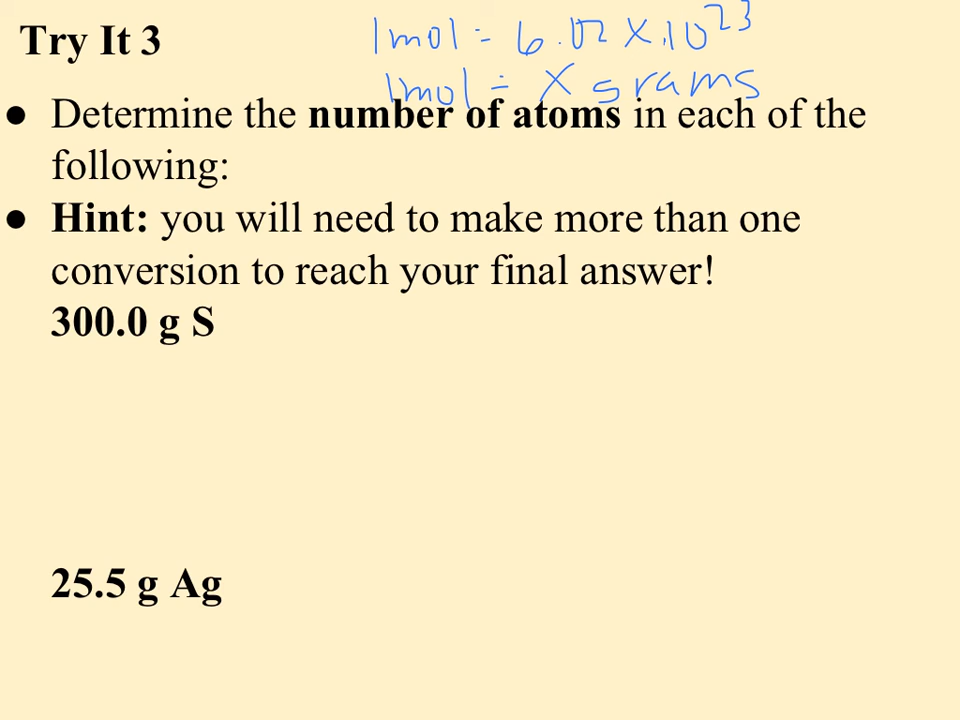 Try It 3
1mol = 6.02 x 10^23
1mol = X grams
● Determine the number of atoms in each of the
following:
● Hint: you will need to make more than one
conversion to reach your final answer!
300.0 g S
25.5 g Ag